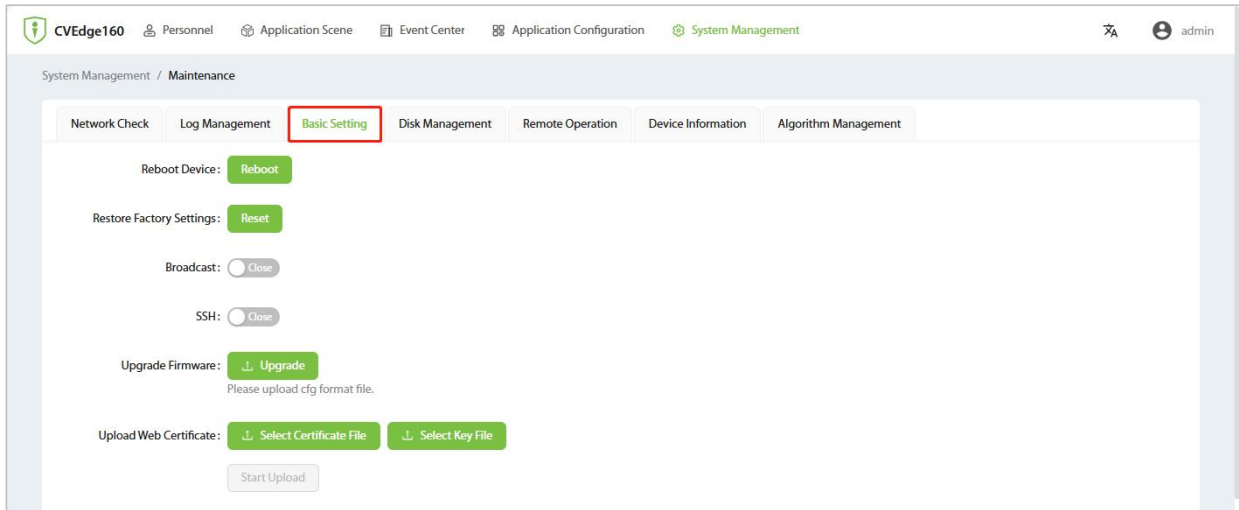 CVEdge160 Personnel Application Scene Event Center Application Configuration System Management admin
System Management / Maintenance
Network Check Log Management Basic Setting Disk Management Remote Operation Device Information Algorithm Management
Reboot Device: Reboot
Restore Factory Settings: Reset
Broadcast: Close
SSH: Close
Upgrade Firmware: Upgrade
Please upload cfg format file.
Upload Web Certificate: Select Certificate File Select Key File
Start Upload